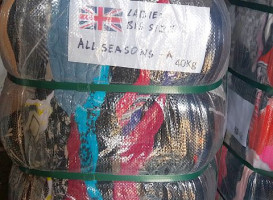 LADIES
BIG SIZE
ALL SEASONS - A
40KG